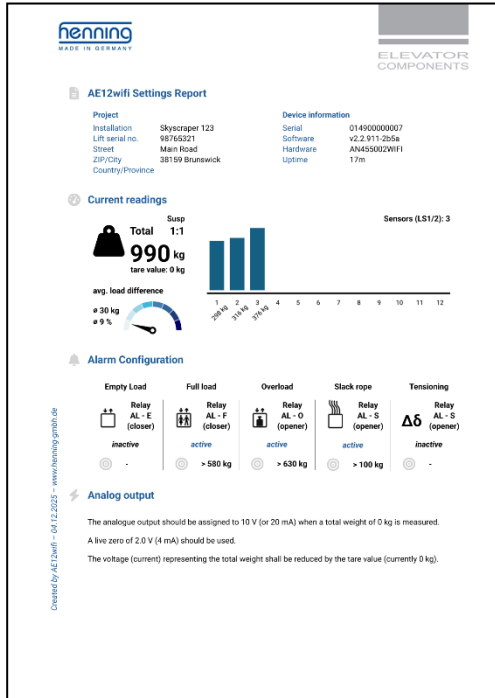 henning
MADE IN GERMANY
ELEVATOR
COMPONENTS
AE12wifi Settings Report
Project
Installation Skyscraper 123
Lift serial no. 98765321
Street Main Road
ZIP/City 38159 Brunswick
Country/Province
Device information
Serial 014900000007
Software v2.2.911-2b5a
Hardware AN455002WIFI
Uptime 17m
Current readings
Susp
Total 1:1
990 kg
tare value: 0 kg
avg. load difference
ø 30 kg
ø 9 %
Sensors (LS1/2): 3
1 2 3 4 5 6 7 8 9 10 11 12
298 kg 316 kg 376 kg
Alarm Configuration
Empty Load Full load Overload Slack rope Tensioning
Relay Relay Relay Relay Relay
AL - E AL - F AL - O AL - S Δδ AL - S
(closer) (closer) (opener) (opener) (opener)
inactive active active active inactive
- > 580 kg > 630 kg > 100 kg -
Analog output
The analogue output should be assigned to 10 V (or 20 mA) when a total weight of 0 kg is measured.
A live zero of 2.0 V (4 mA) should be used.
The voltage (current) representing the total weight shall be reduced by the tare value (currently 0 kg).
Created by AE12wifi – 04.12.2025 – www.henning-gmbh.de